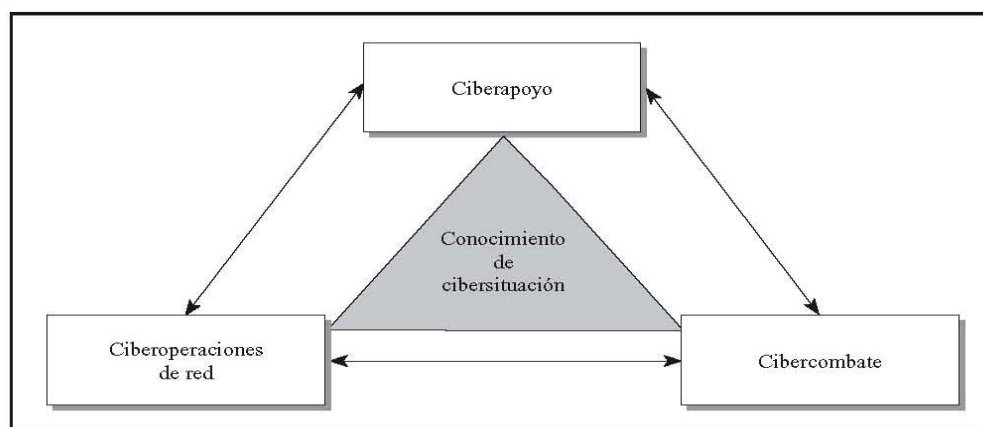 Ciberapoyo
Conocimiento
de
cibersituación
Ciberoperaciones
de red
Cibercombate